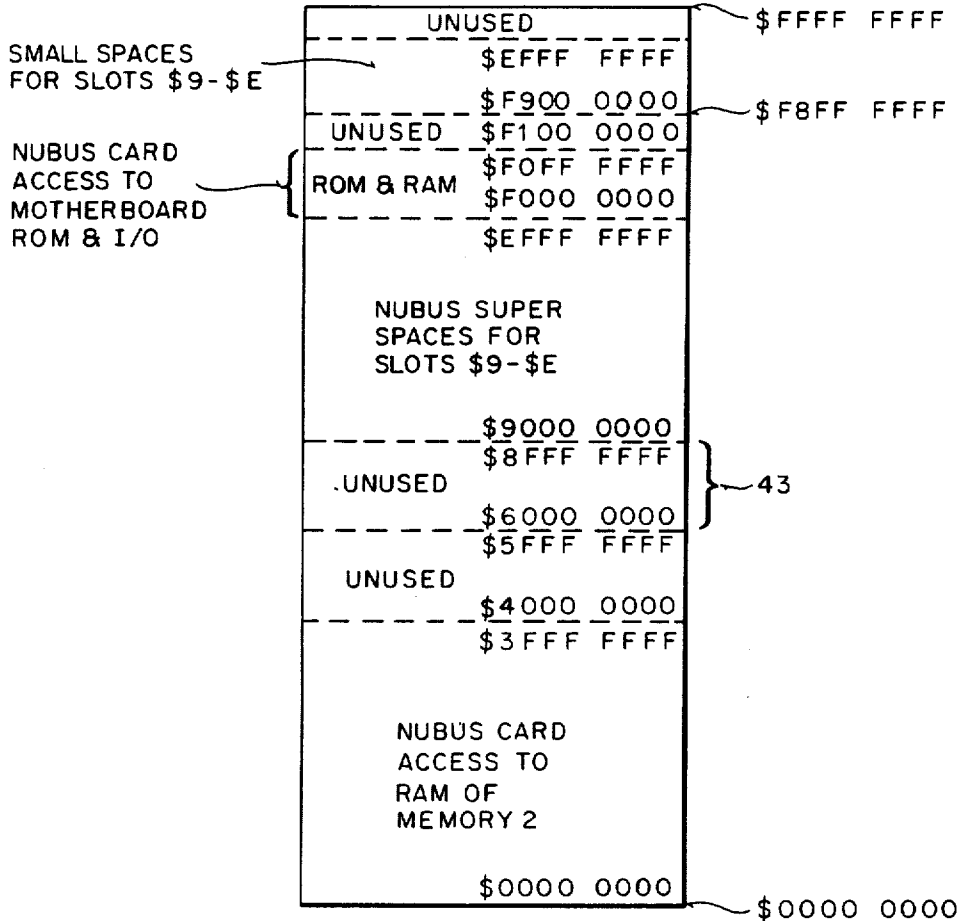 UNUSED
$FFFF FFFF
SMALL SPACES
FOR SLOTS $9-$E
$EFFF FFFF
$F900 0000
$F8FF FFFF
UNUSED $F100 0000
NUBUS CARD
ACCESS TO
MOTHERBOARD
ROM & I/O
ROM & RAM
$F0FF FFFF
$F000 0000
$EFFF FFFF
NUBUS SUPER
SPACES FOR
SLOTS $9-$E
$9000 0000
$8FFF FFFF
.UNUSED
43
$6000 0000
$5FFF FFFF
UNUSED
$4000 0000
$3FFF FFFF
NUBUS CARD
ACCESS TO
RAM OF
MEMORY 2
$0000 0000
$0000 0000